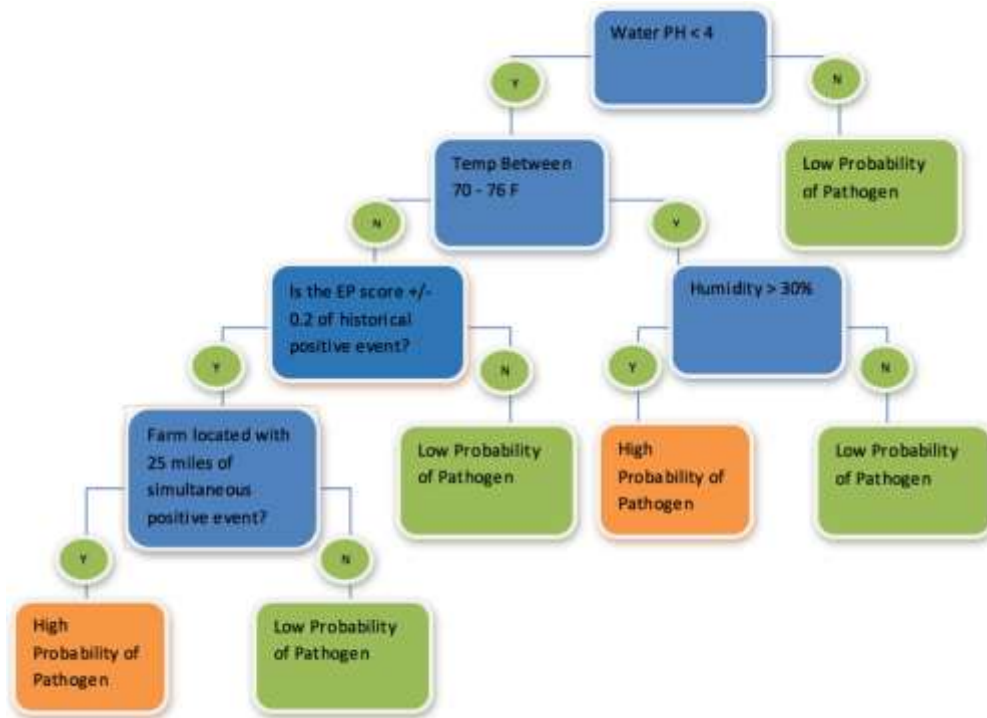 Water PH < 4
Y
N
Temp Between
70 - 76 F
Low Probability
of Pathogen
N
Y
Is the EP score +/-
0.2 of historical
positive event?
Humidity > 30%
Y
N
Y
N
Farm located with
25 miles of
simultaneous
positive event?
Low Probability
of Pathogen
High
Probability of
Pathogen
Low Probability
of Pathogen
Y
N
High
Probability of
Pathogen
Low Probability
of Pathogen